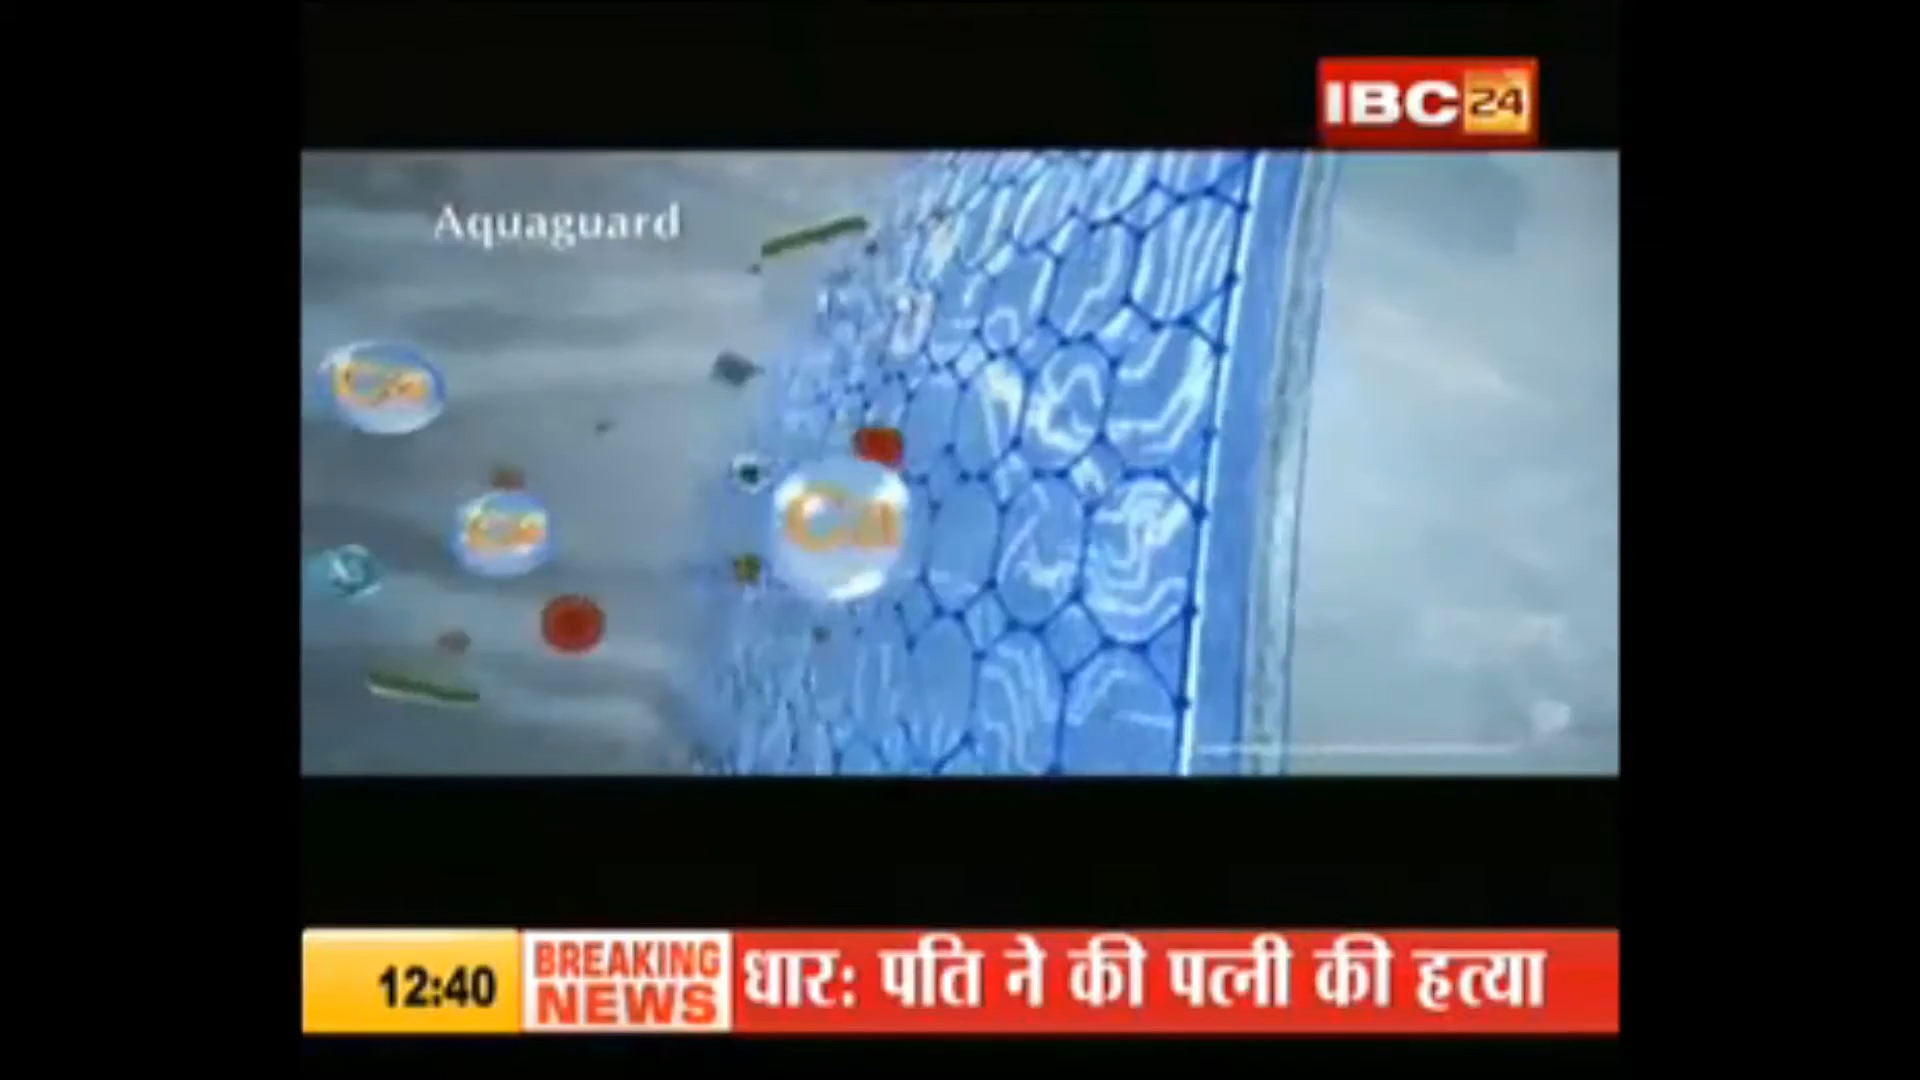 IBC24
Aquaguard
Ca
Ca
Ca
12:40
BREAKING
NEWS
धार: पति ने की पत्नी की हत्या